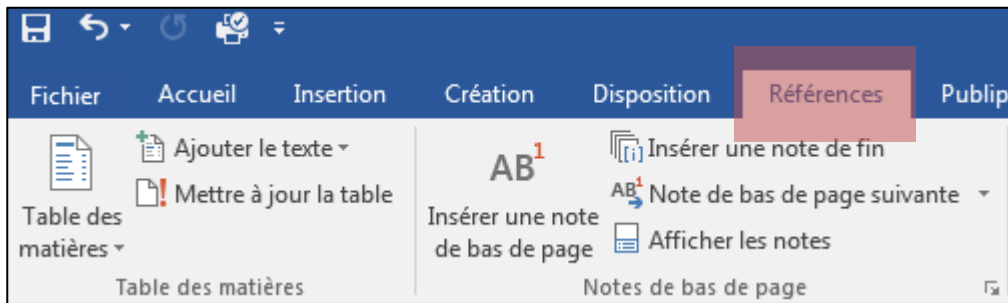 Fichier Accueil Insertion Création Disposition Références Publip
Table des
matières
Ajouter le texte
Mettre à jour la table
Table des matières
AB1
Insérer une note
de bas de page
[i] Insérer une note de fin
AB1 Note de bas de page suivante
Afficher les notes
Notes de bas de page